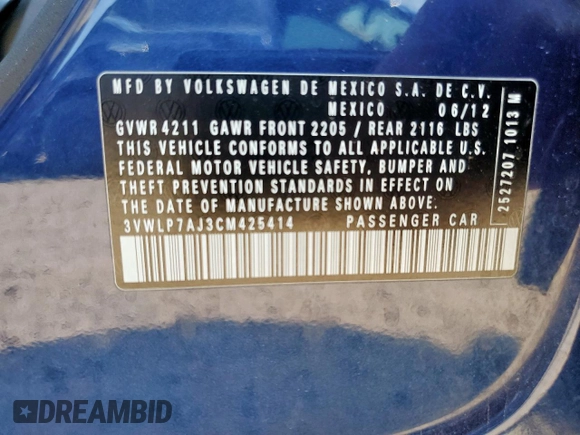 MFD BY VOLKSWAGEN DE MEXICO S.A. DE C.V.
MEXICO 06/12
GVWR 4211 GAWR FRONT 2205 / REAR 2116 LBS
THIS VEHICLE CONFORMS TO ALL APPLICABLE U.S.
FEDERAL MOTOR VEHICLE SAFETY, BUMPER AND
THEFT PREVENTION STANDARDS IN EFFECT ON
THE DATE OF MANUFACTURE SHOWN ABOVE.
3VWLP7AJ3CM425414 PASSENGER CAR
2527207 1013 M
DREAMBID